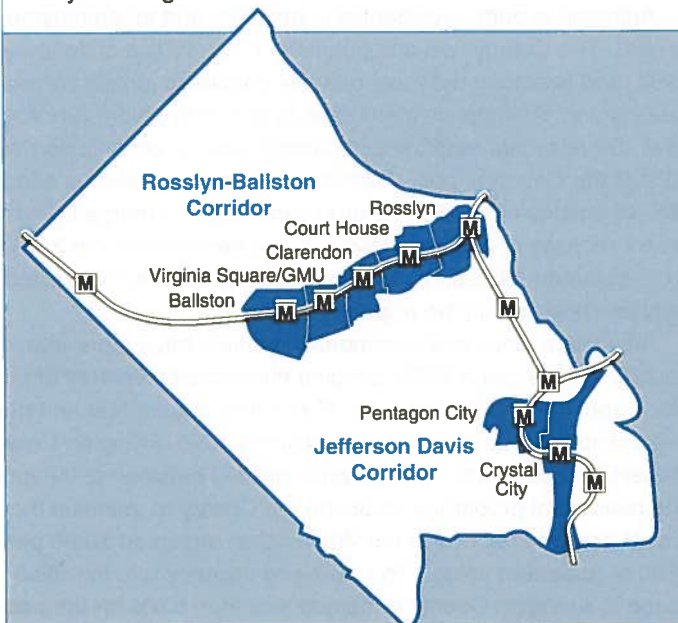 Rosslyn-Ballston
Corridor
Rosslyn
Court House
Clarendon
Virginia Square/GMU
Ballston
M
M
M
M
M
M
M
M
Pentagon City
M
Jefferson Davis
Corridor
M
Crystal
City
M